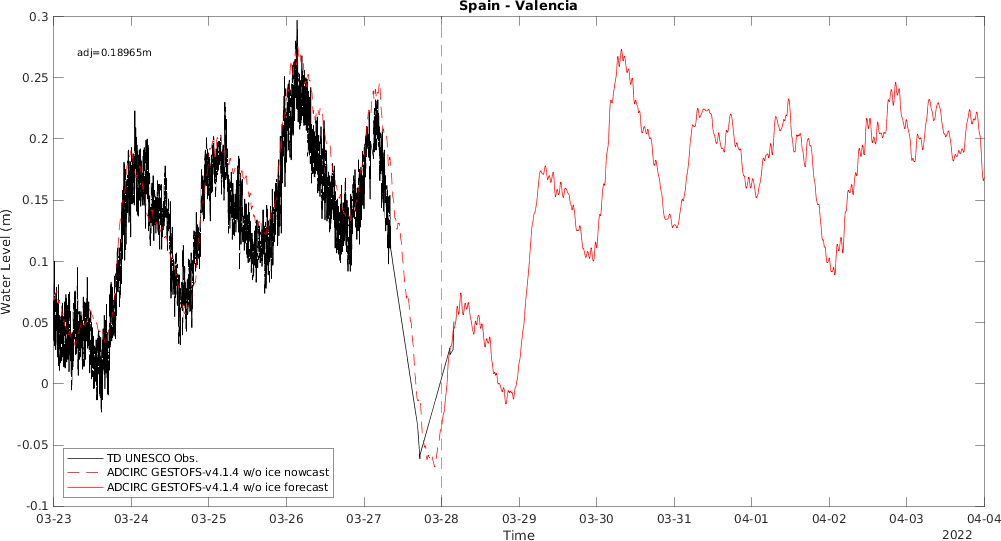 Spain - Valencia
adj=0.18965m
0.3
0.25
0.2
0.15
0.1
0.05
0
-0.05
-0.1
Water Level (m)
TD UNESCO Obs.
ADCIRC GESTOFS-v4.1.4 w/o ice nowcast
ADCIRC GESTOFS-v4.1.4 w/o ice forecast
03-23 03-24 03-25 03-26 03-27 03-28 03-29 03-30 03-31 04-01 04-02 04-03 04-04
Time
2022